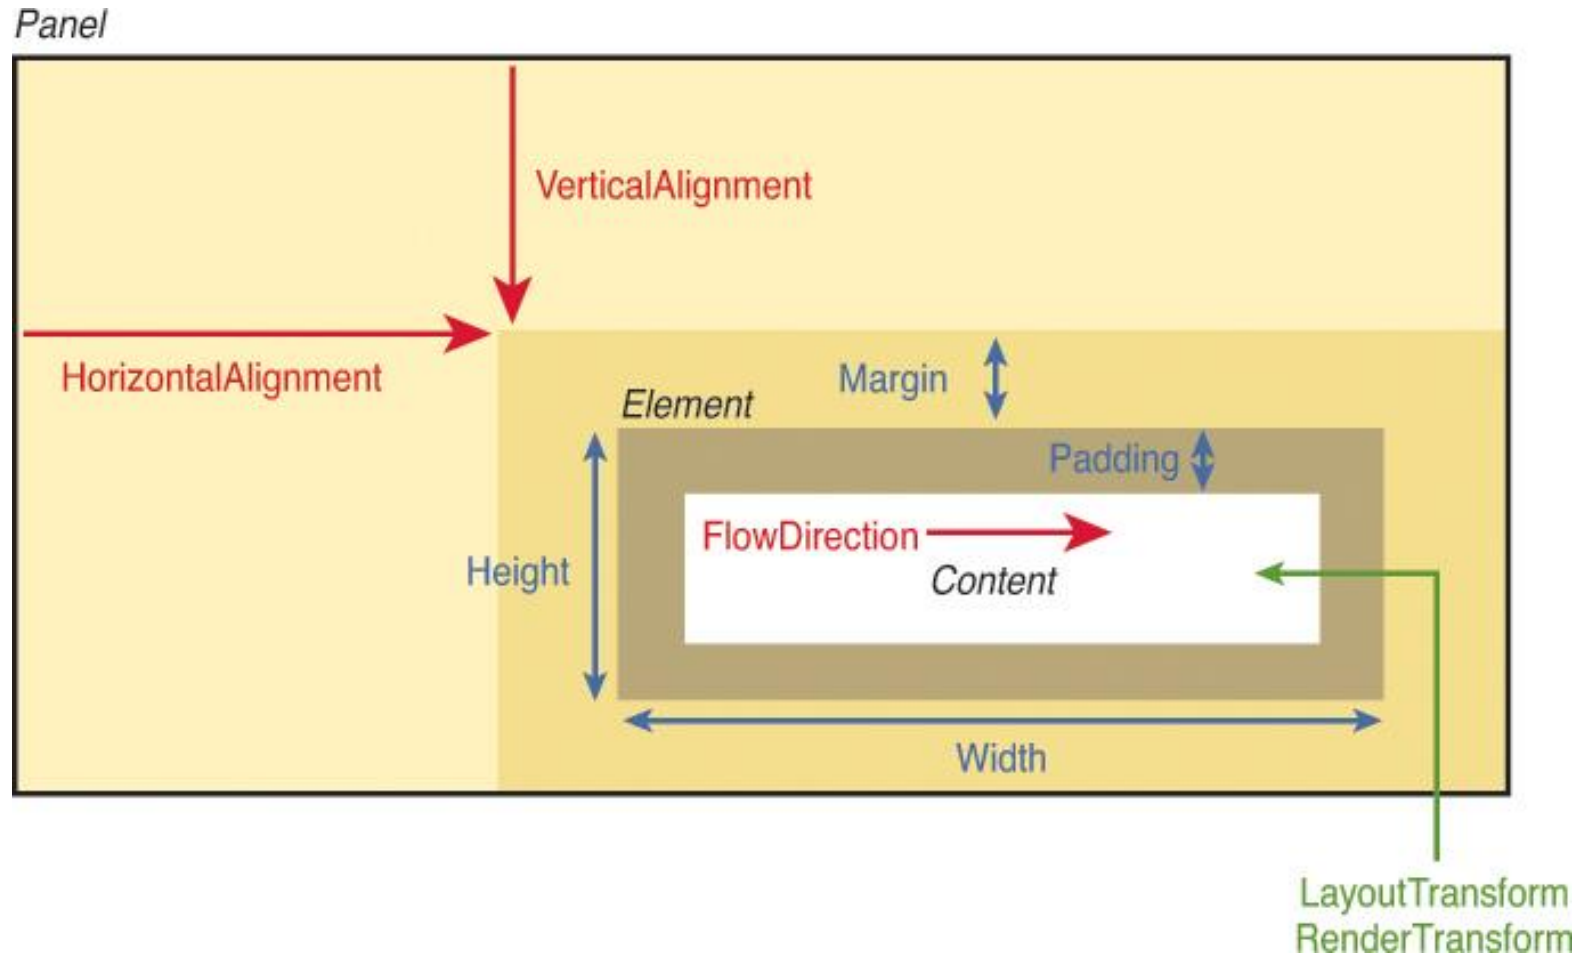 Panel
VerticalAlignment
HorizontalAlignment
Margin
Element
Padding
FlowDirection
Height
Content
Width
LayoutTransform
RenderTransform